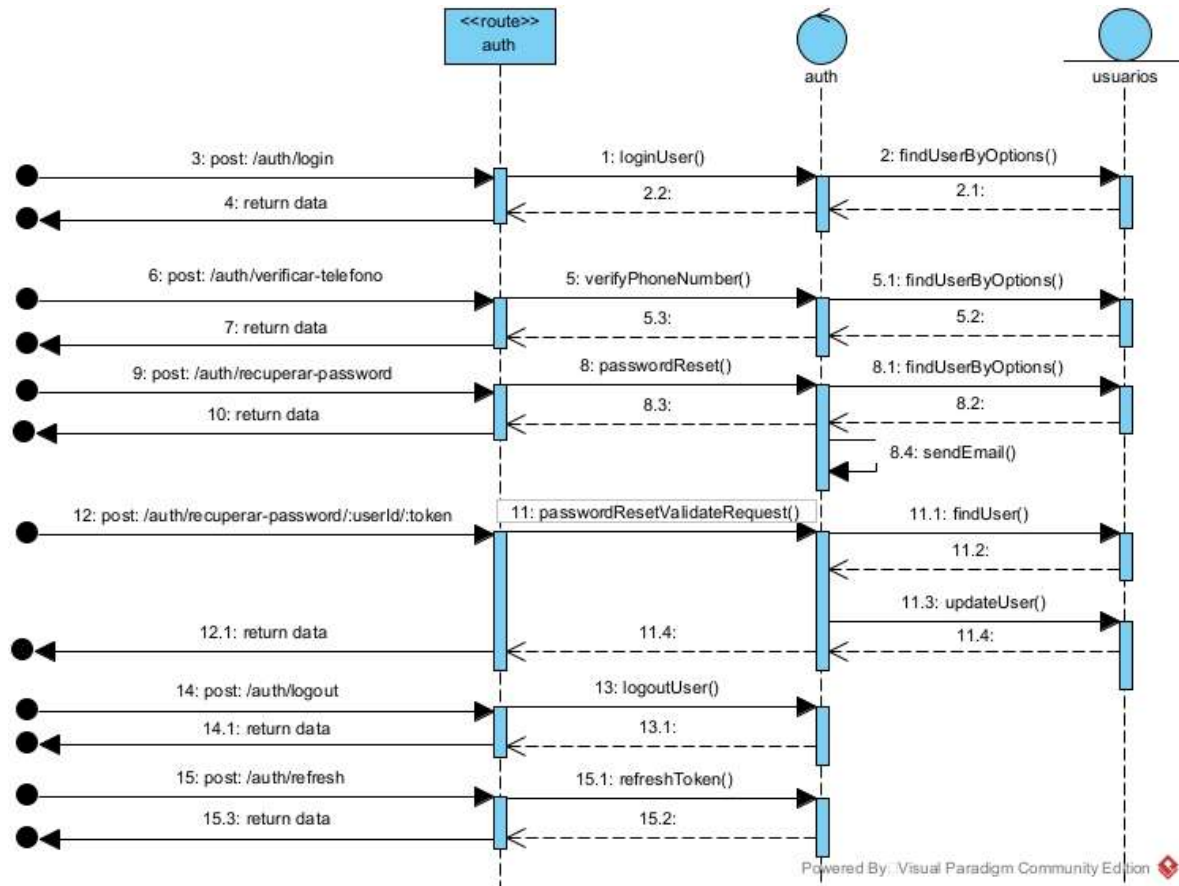 <<route>>
auth
auth
usuarios
3: post: /auth/login
1: loginUser()
2: findUserByOptions()
4: return data
2.2:
2.1:
6: post: /auth/verificar-telefono
5: verifyPhoneNumber()
5.1: findUserByOptions()
7: return data
5.3:
5.2:
9: post: /auth/recuperar-password
8: passwordReset()
8.1: findUserByOptions()
10: return data
8.3:
8.2:
8.4: sendEmail()
12: post: /auth/recuperar-password/:userId/:token
11: passwordResetValidateRequest()
11.1: findUser()
11.2:
11.3: updateUser()
12.1: return data
11.4:
11.4:
14: post: /auth/logout
13: logoutUser()
14.1: return data
13.1:
15: post: /auth/refresh
15.1: refreshToken()
15.3: return data
15.2:
Powered By: Visual Paradigm Community Edition